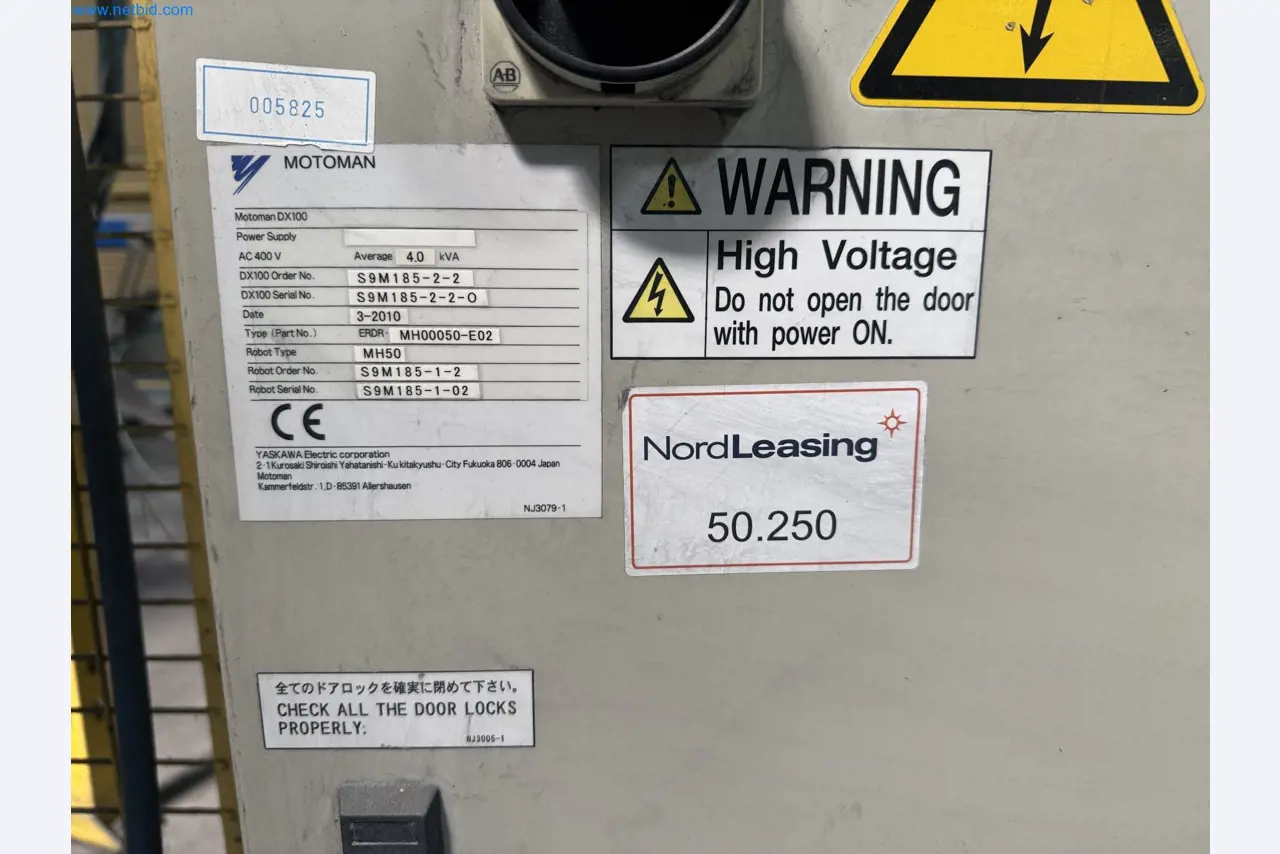 www.netbid.com
A-B
005825
MOTOMAN
Motoman DX100
Power Supply
AC 400 V Average 4.0 kVA
DX100 Order No. S9M185-2-2
DX100 Serial No. S9M185-2-2-0
Date 3-2010
Type (Part No.) ERDR- MH00050-E02
Robot Type MH50
Robot Order No. S9M185-1-2
Robot Serial No. S9M185-1-02
CE
YASKAWA Electric corporation
2-1 Kurosaki Shiroishi Yahatanishi-Ku kitakyushu-City Fukuoka 806-0004 Japan
Motoman
Kammerfeldstr. 1,D-85391 Allershausen
NJ3079-1
WARNING
High Voltage
Do not open the door
with power ON.
NordLeasing
50.250
全てのドアロックを確実に閉めて下さい。
CHECK ALL THE DOOR LOCKS
PROPERLY.
NJ3005-1